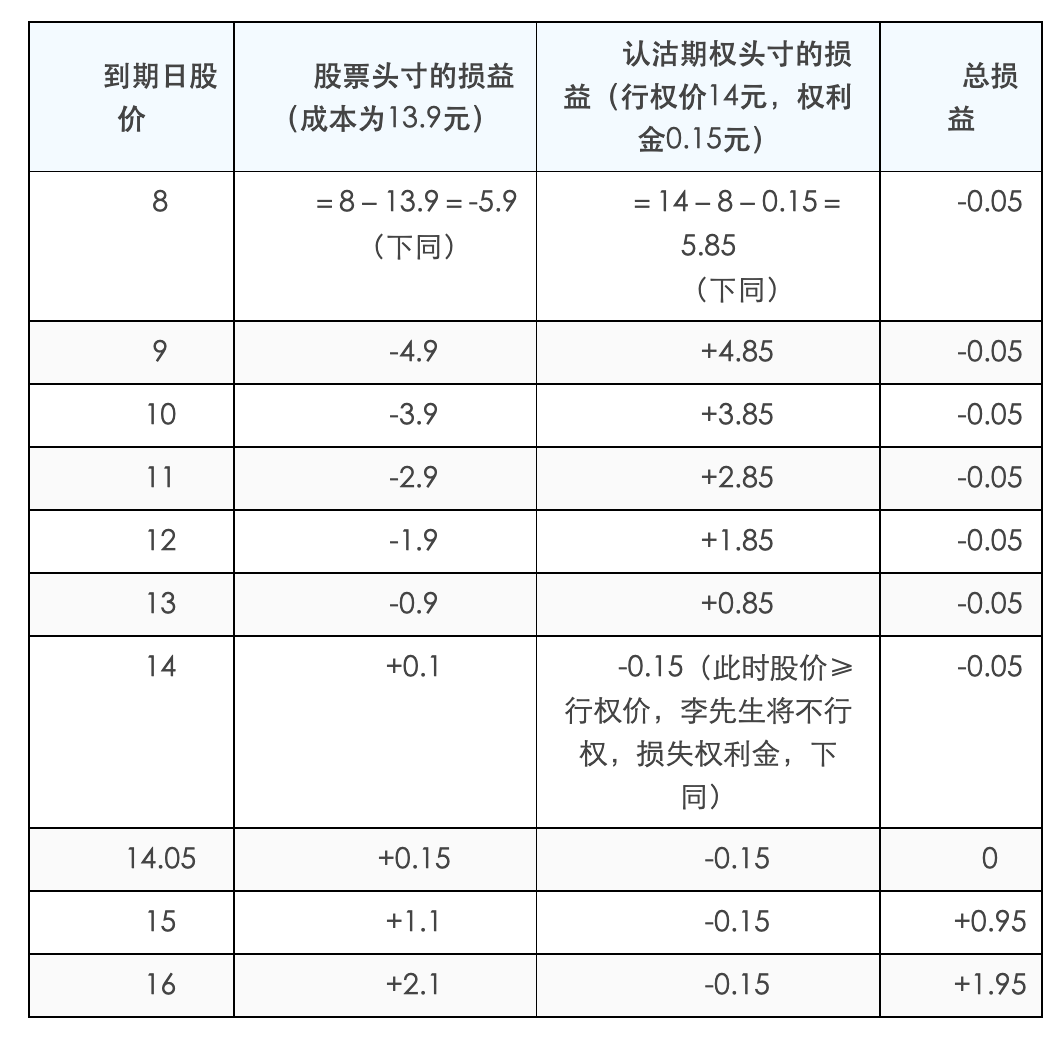 到期日股
价
股票头寸的损益
（成本为13.9元）
认沽期权头寸的损
益（行权价14元，权利
金0.15元）
总损
益
8
=8 – 13.9 = -5.9
（下同）
= 14 – 8 – 0.15 =
5.85
（下同）
-0.05
9
-4.9
+4.85
-0.05
10
-3.9
+3.85
-0.05
11
-2.9
+2.85
-0.05
12
-1.9
+1.85
-0.05
13
-0.9
+0.85
-0.05
14
+0.1
-0.15（此时股价≥
行权价，李先生将不行
权，损失权利金，下
同）
-0.05
14.05
+0.15
-0.15
0
15
+1.1
-0.15
+0.95
16
+2.1
-0.15
+1.95